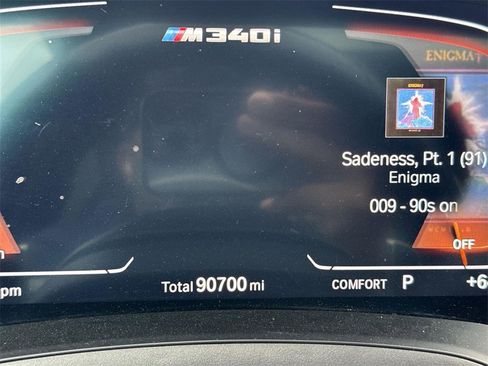 M340i
ENIGMA
Sadeness, Pt. 1 (91)
Enigma
009 - 90s on
OFF
pm
Total 90700 mi
COMFORT P +6